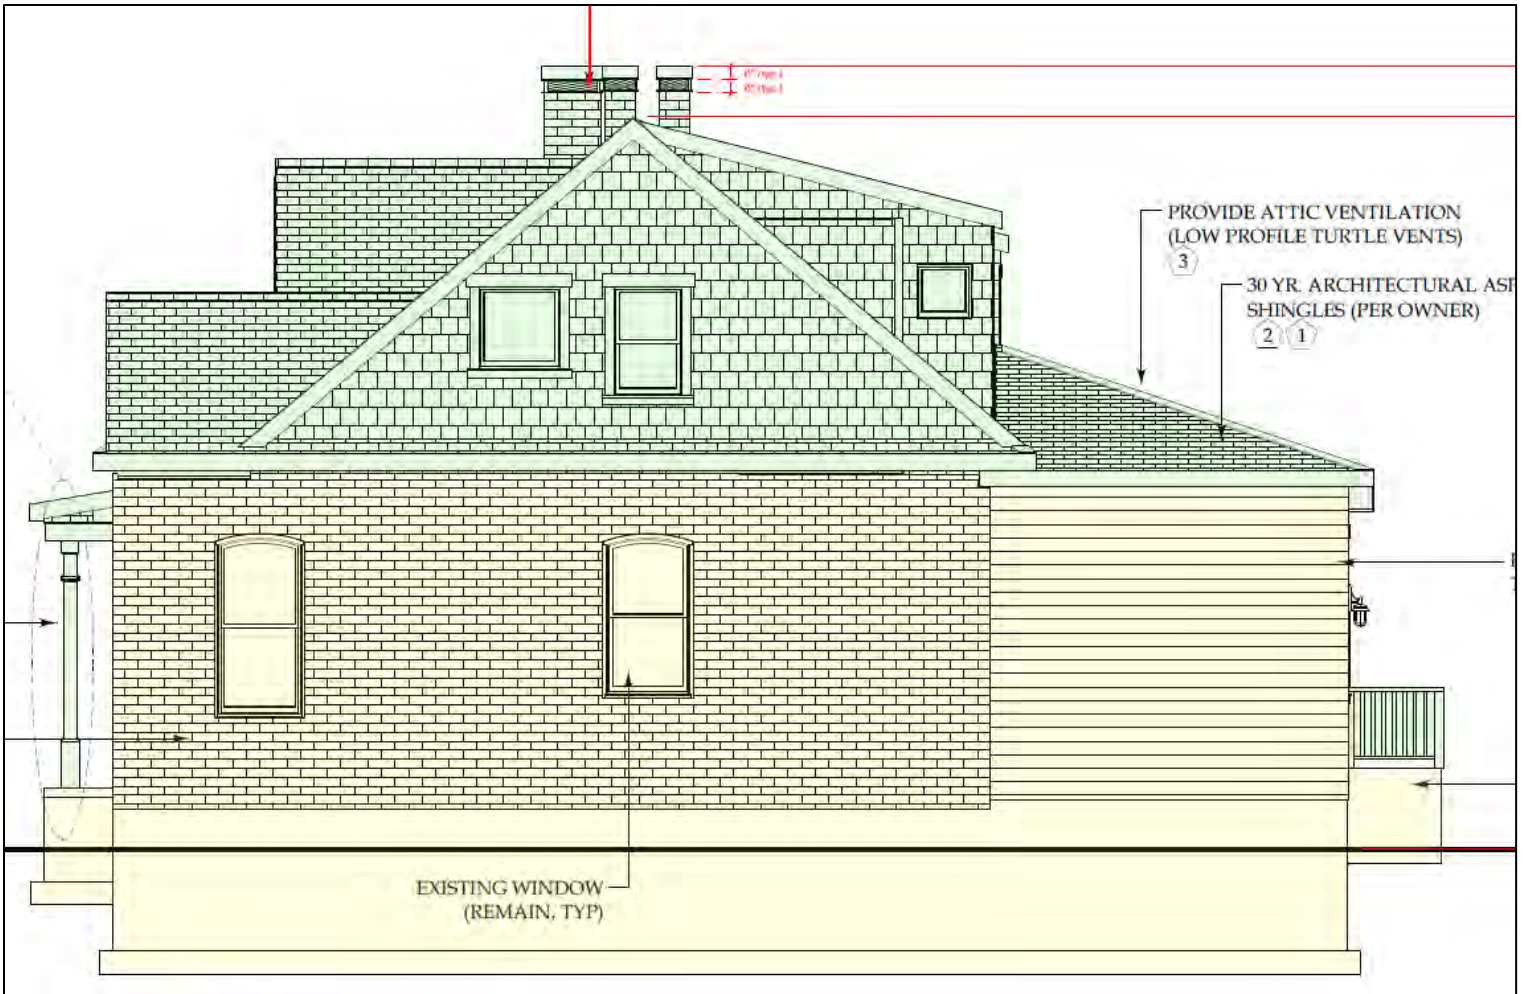 PROVIDE ATTIC VENTILATION
(LOW PROFILE TURTLE VENTS)
3
30 YR. ARCHITECTURAL
SHINGLES (PER OWNER)
2 1
EXISTING WINDOW
(REMAIN, TYP)